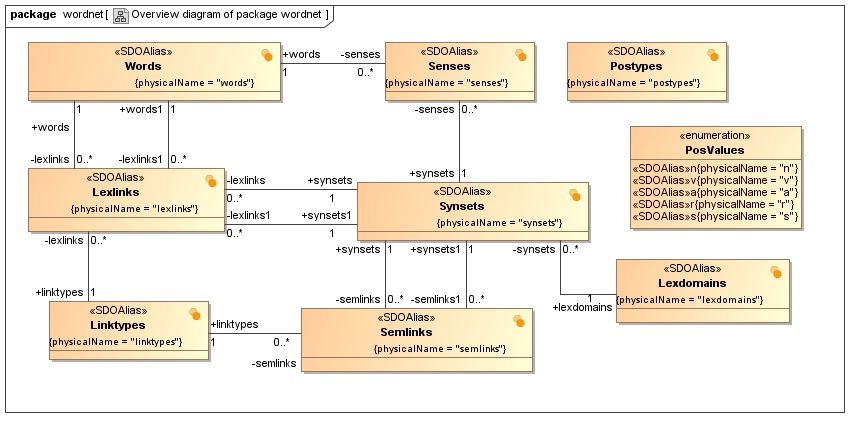 package wordnet[ Overview diagram of package wordnet ]
«SDOAlias»
Words
{physicalName = "words"}
+words
-senses
1
0..*
«SDOAlias»
Senses
{physicalName = "senses"}
«SDOAlias»
Postypes
{physicalName = "postypes"}
1
+words1
1
-senses
0..*
+words
-lexlinks
0..*
-lexlinks1
0..*
«enumeration»
PosValues
«SDOAlias»n{physicalName = "n"}
«SDOAlias»v{physicalName = "v"}
«SDOAlias»a{physicalName = "a"}
«SDOAlias»r{physicalName = "r"}
«SDOAlias»s{physicalName = "s"}
+synsets
1
«SDOAlias»
Lexlinks
{physicalName = "lexlinks"}
-lexlinks
+synsets
0..*
1
-lexlinks1
+synsets1
0..*
1
«SDOAlias»
Synsets
{physicalName = "synsets"}
-lexlinks
0..*
+synsets
1
+synsets1
1
-synsets
0..*
«SDOAlias»
Lexdomains
{physicalName = "lexdomains"}
1
+lexdomains
+linktypes
1
-semlinks
0..*
-semlinks1
0..*
«SDOAlias»
Linktypes
{physicalName = "linktypes"}
+linktypes
1
0..*
-semlinks
«SDOAlias»
Semlinks
{physicalName = "semlinks"}